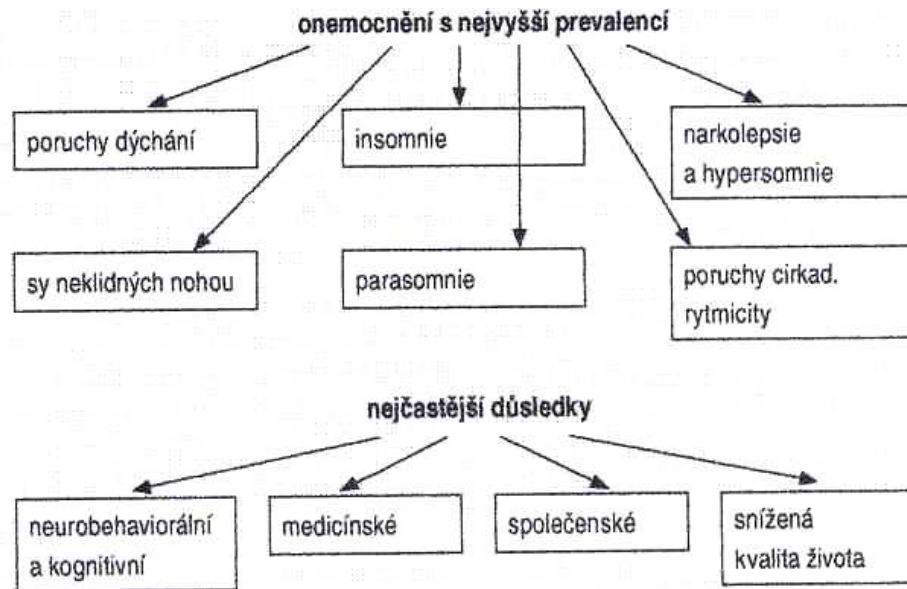 onemocnění s nejvyšší prevalencí
poruchy dýchání
insomnie
narkolepsie
a hypersomnie
sy neklidných nohou
parasomnie
poruchy cirkad.
rytmicity
nejčastější důsledky
neurobehaviorální
a kognitivní
medicínské
společenské
snížená
kvalita života